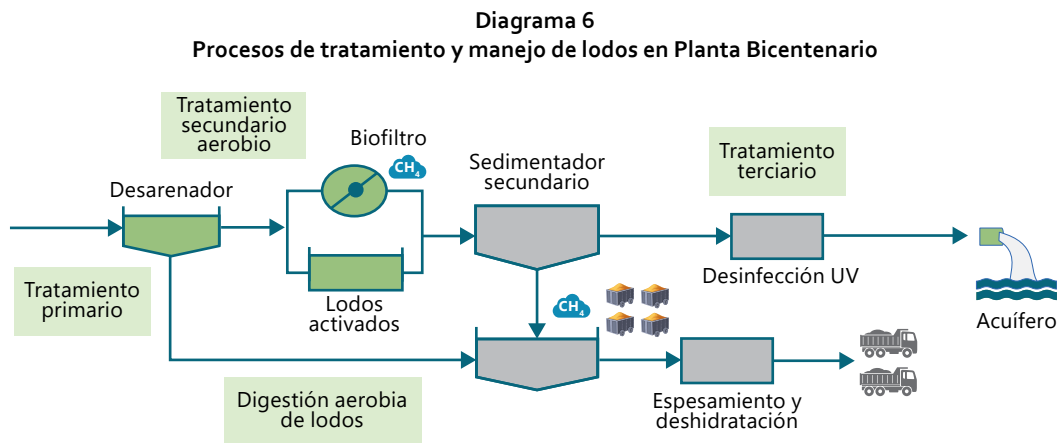 Diagrama 6
Procesos de tratamiento y manejo de lodos en Planta Bicentenario
Tratamiento
secundario
aerobio
Biofiltro
CH4
Sedimentador
secundario
Tratamiento
terciario
Desarenador
Tratamiento
primario
Lodos
activados
Desinfección UV
Acuífero
CH4
Digestión aerobia
de lodos
Espesamiento y
deshidratación